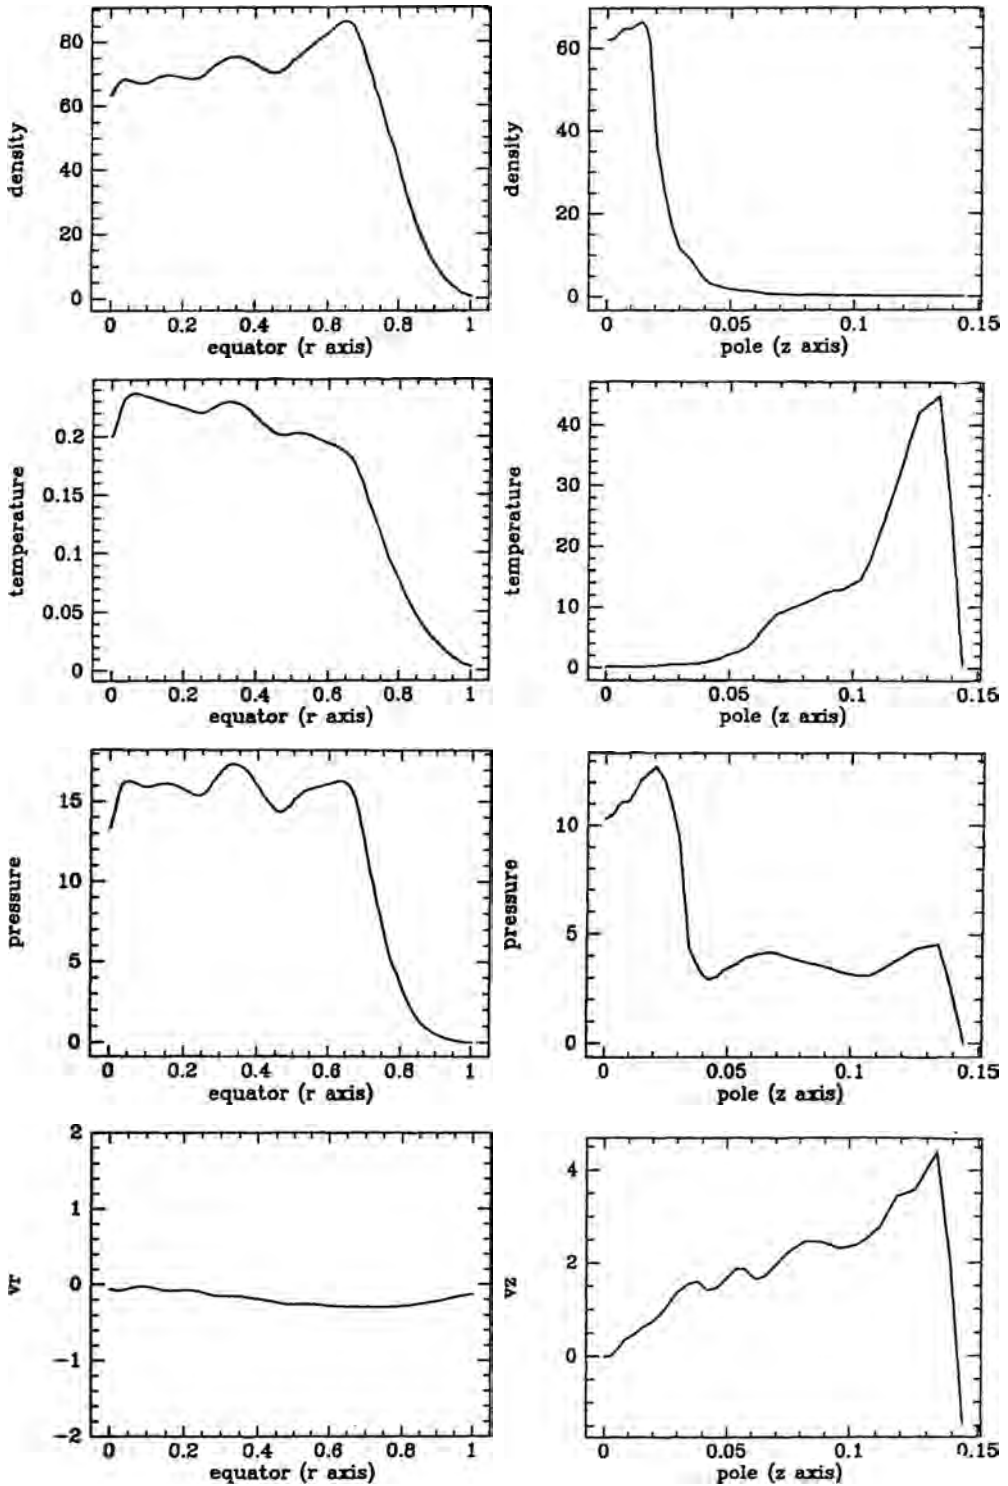 density
80
60
40
20
0
0 0.2 0.4 0.6 0.8 1
equator (r axis)
density
60
40
20
0
0 0.05 0.1 0.15
pole (z axis)
temperature
0.2
0.15
0.1
0.05
0
0 0.2 0.4 0.6 0.8 1
equator (r axis)
temperature
40
30
20
10
0
0 0.05 0.1 0.15
pole (z axis)
pressure
15
10
5
0
0 0.2 0.4 0.6 0.8 1
equator (r axis)
pressure
10
5
0
0 0.05 0.1 0.15
pole (z axis)
vr
2
1
0
-1
-2
0 0.2 0.4 0.6 0.8 1
equator (r axis)
vz
4
2
0
0 0.05 0.1 0.15
pole (z axis)